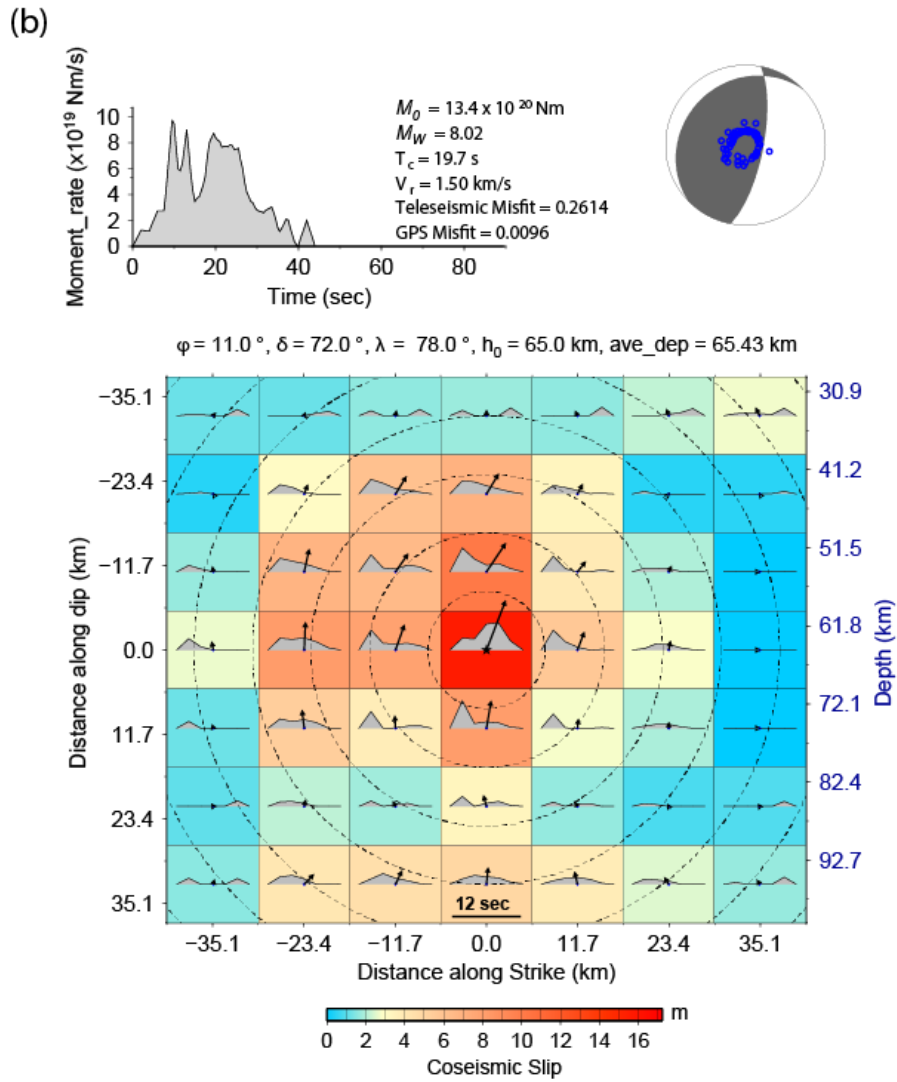 (b)
Moment_rate (x10¹⁹ Nm/s)
10
8
6
4
2
0
0 20 40 60 80
Time (sec)
M₀ = 13.4 x 10 ²⁰ Nm
M_W = 8.02
T_c = 19.7 s
V_r = 1.50 km/s
Teleseismic Misfit = 0.2614
GPS Misfit = 0.0096
φ = 11.0 °, δ = 72.0 °, λ = 78.0 °, h₀ = 65.0 km, ave_dep = 65.43 km
Distance along dip (km)
−35.1
−23.4
−11.7
0.0
11.7
23.4
35.1
30.9
41.2
51.5
61.8
72.1
82.4
92.7
Depth (km)
12 sec
−35.1 −23.4 −11.7 0.0 11.7 23.4 35.1
Distance along Strike (km)
m
0 2 4 6 8 10 12 14 16
Coseismic Slip